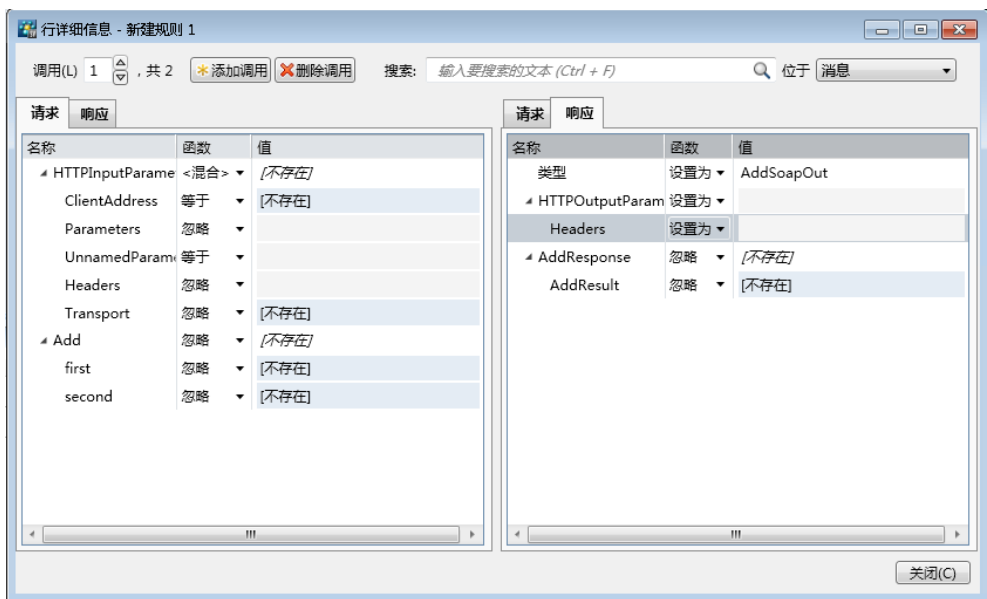 行详细信息 - 新建规则 1
调用(L) 1 , 共 2 添加调用 删除调用 搜索: 输入要搜索的文本 (Ctrl + F) 位于 消息
请求 响应
名称 函数 值
HTTPInputParame <混合> [不存在]
ClientAddress 等于 [不存在]
Parameters 忽略
UnnamedParam 等于
Headers 忽略
Transport 忽略 [不存在]
Add 忽略 [不存在]
first 忽略 [不存在]
second 忽略 [不存在]
请求 响应
名称 函数 值
类型 设置为 AddSoapOut
HTTPOutputParam 设置为
Headers 设置为
AddResponse 忽略 [不存在]
AddResult 忽略 [不存在]
关闭(C)